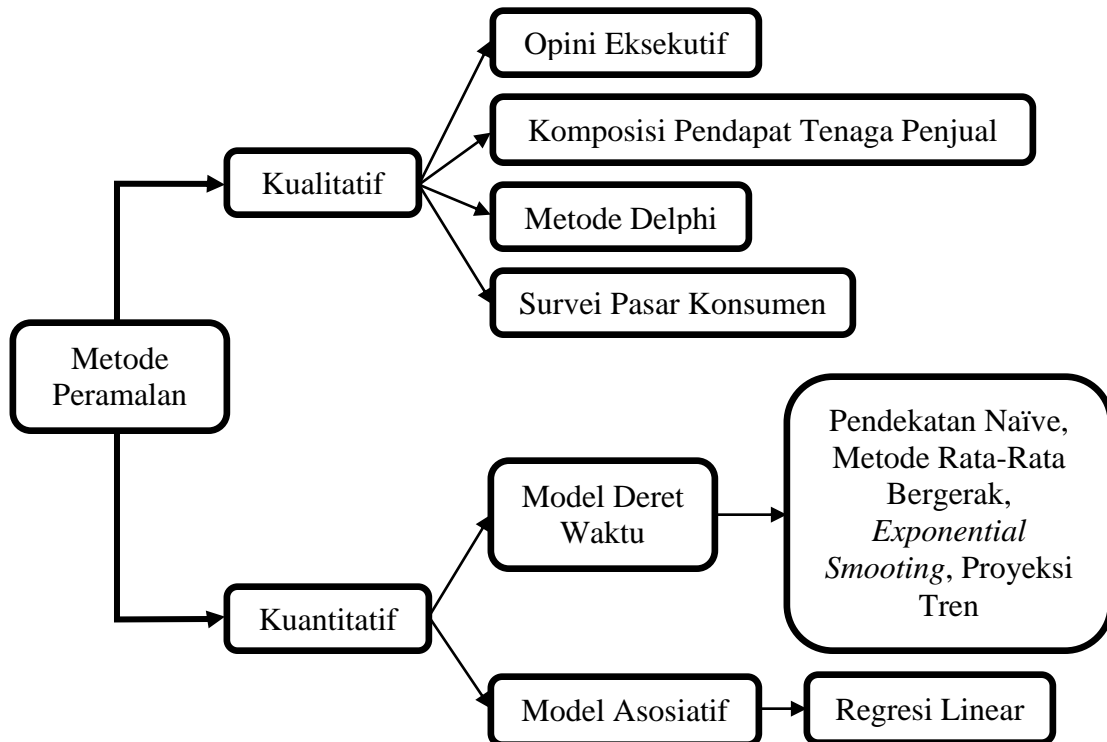 Opini Eksekutif
Komposisi Pendapat Tenaga Penjual
Kualitatif
Metode Delphi
Survei Pasar Konsumen
Metode
Peramalan
Pendekatan Naïve,
Metode Rata-Rata
Bergerak,
Exponential
Smooting, Proyeksi
Tren
Model Deret
Waktu
Kuantitatif
Model Asosiatif
Regresi Linear